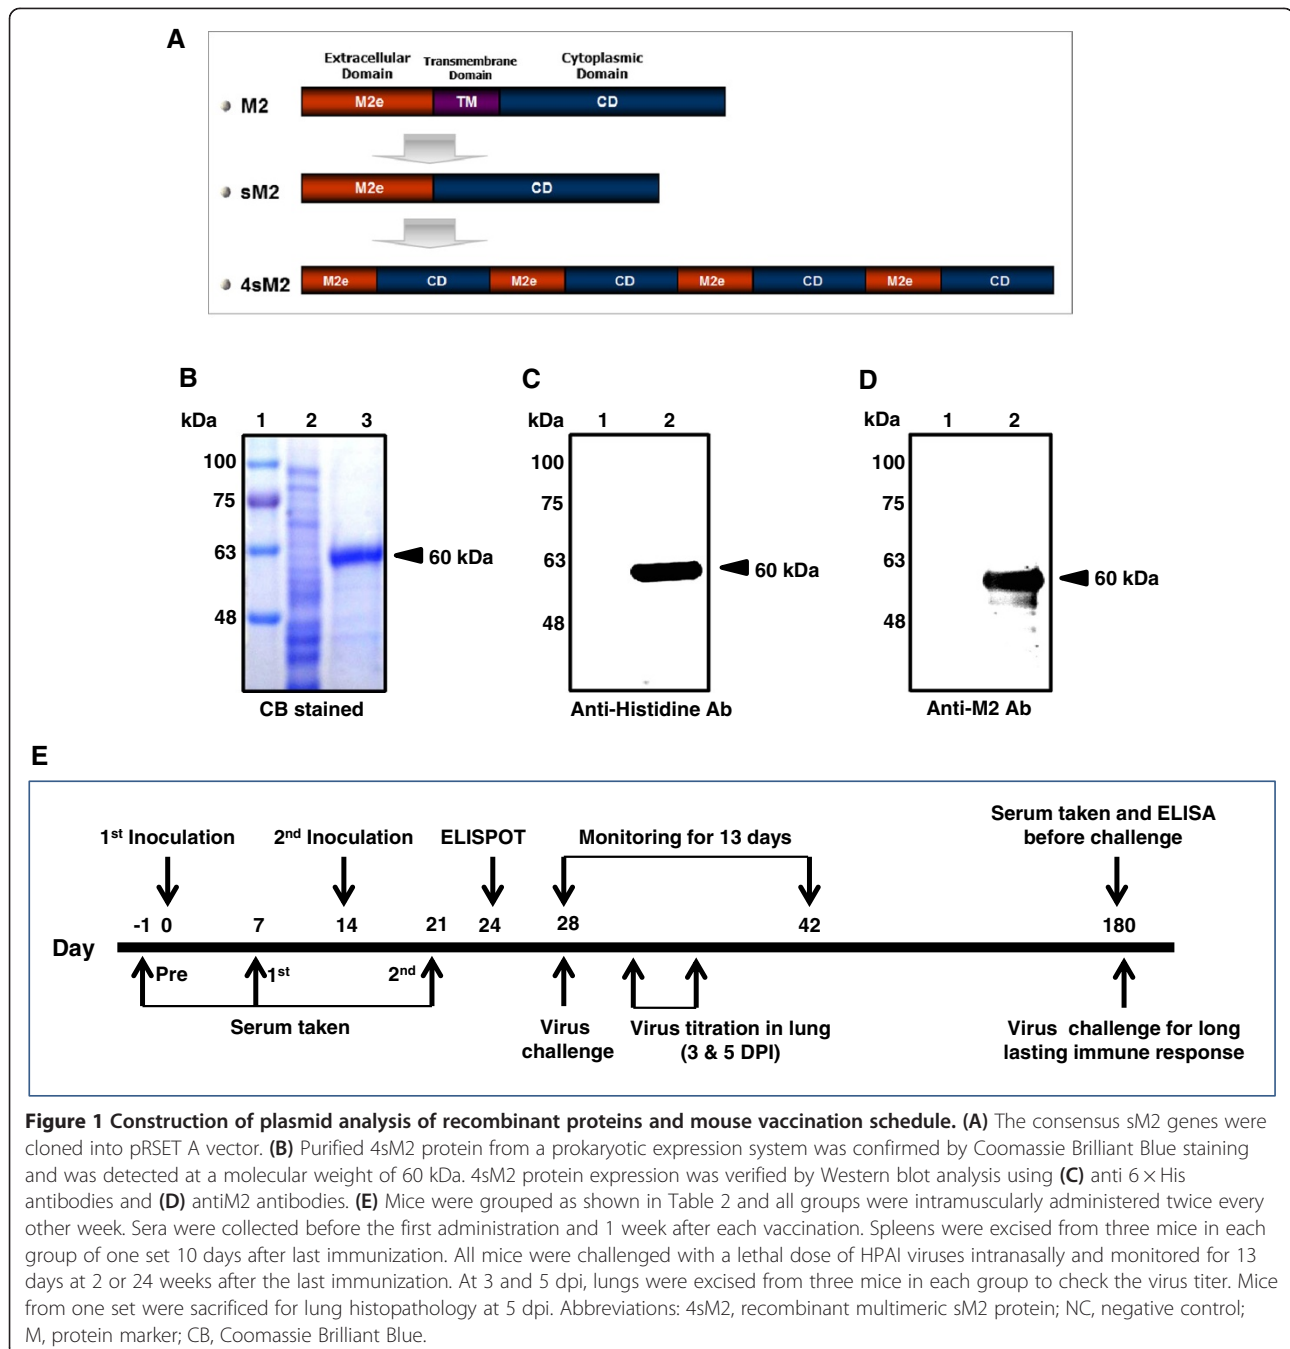 A
Extracellular Domain
Transmembrane Domain
Cytoplasmic Domain
M2
M2e TM CD
sM2
M2e CD
4sM2
M2e CD M2e CD M2e CD M2e CD
B
kDa 1 2 3
100
75
63
48
60 kDa
CB stained
C
kDa 1 2
100
75
63
48
60 kDa
Anti-Histidine Ab
D
kDa 1 2
100
75
63
48
60 kDa
Anti-M2 Ab
E
1st Inoculation
2nd Inoculation
ELISPOT
Monitoring for 13 days
Serum taken and ELISA
before challenge
-1 0 7 14 21 24 28 42 180
Day
Pre 1st 2nd
Serum taken
Virus
challenge
Virus titration in lung
(3 & 5 DPI)
Virus challenge for long
lasting immune response
Figure 1 Construction of plasmid analysis of recombinant proteins and mouse vaccination schedule. (A) The consensus sM2 genes were
cloned into pRSET A vector. (B) Purified 4sM2 protein from a prokaryotic expression system was confirmed by Coomassie Brilliant Blue staining
and was detected at a molecular weight of 60 kDa. 4sM2 protein expression was verified by Western blot analysis using (C) anti 6 × His
antibodies and (D) antiM2 antibodies. (E) Mice were grouped as shown in Table 2 and all groups were intramuscularly administered twice every
other week. Sera were collected before the first administration and 1 week after each vaccination. Spleens were excised from three mice in each
group of one set 10 days after last immunization. All mice were challenged with a lethal dose of HPAI viruses intranasally and monitored for 13
days at 2 or 24 weeks after the last immunization. At 3 and 5 dpi, lungs were excised from three mice in each group to check the virus titer. Mice
from one set were sacrificed for lung histopathology at 5 dpi. Abbreviations: 4sM2, recombinant multimeric sM2 protein; NC, negative control;
M, protein marker; CB, Coomassie Brilliant Blue.